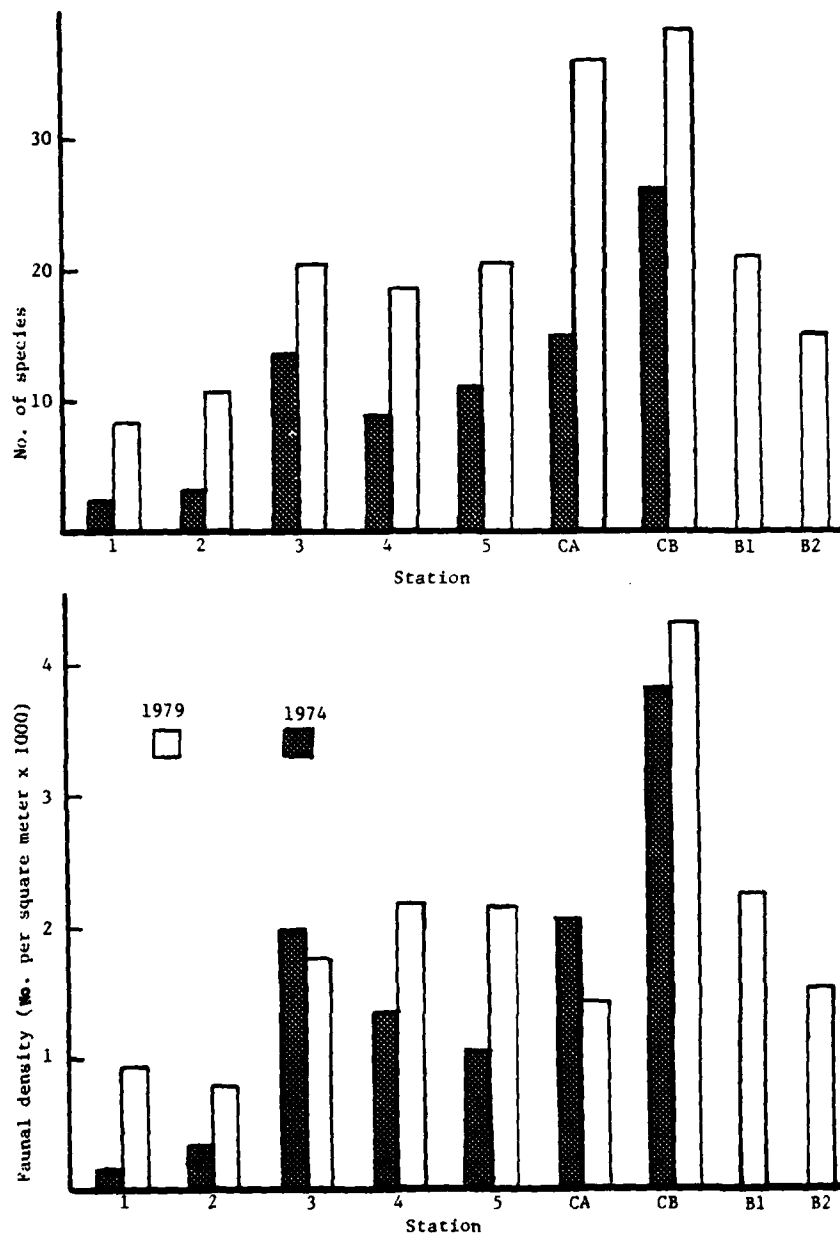 No. of species
30
20
10
1 2 3 4 5 CA CB B1 B2
Station
Faunal density (No. per square meter x 1000)
4
3
2
1
1979 1974
1 2 3 4 5 CA CB B1 B2
Station